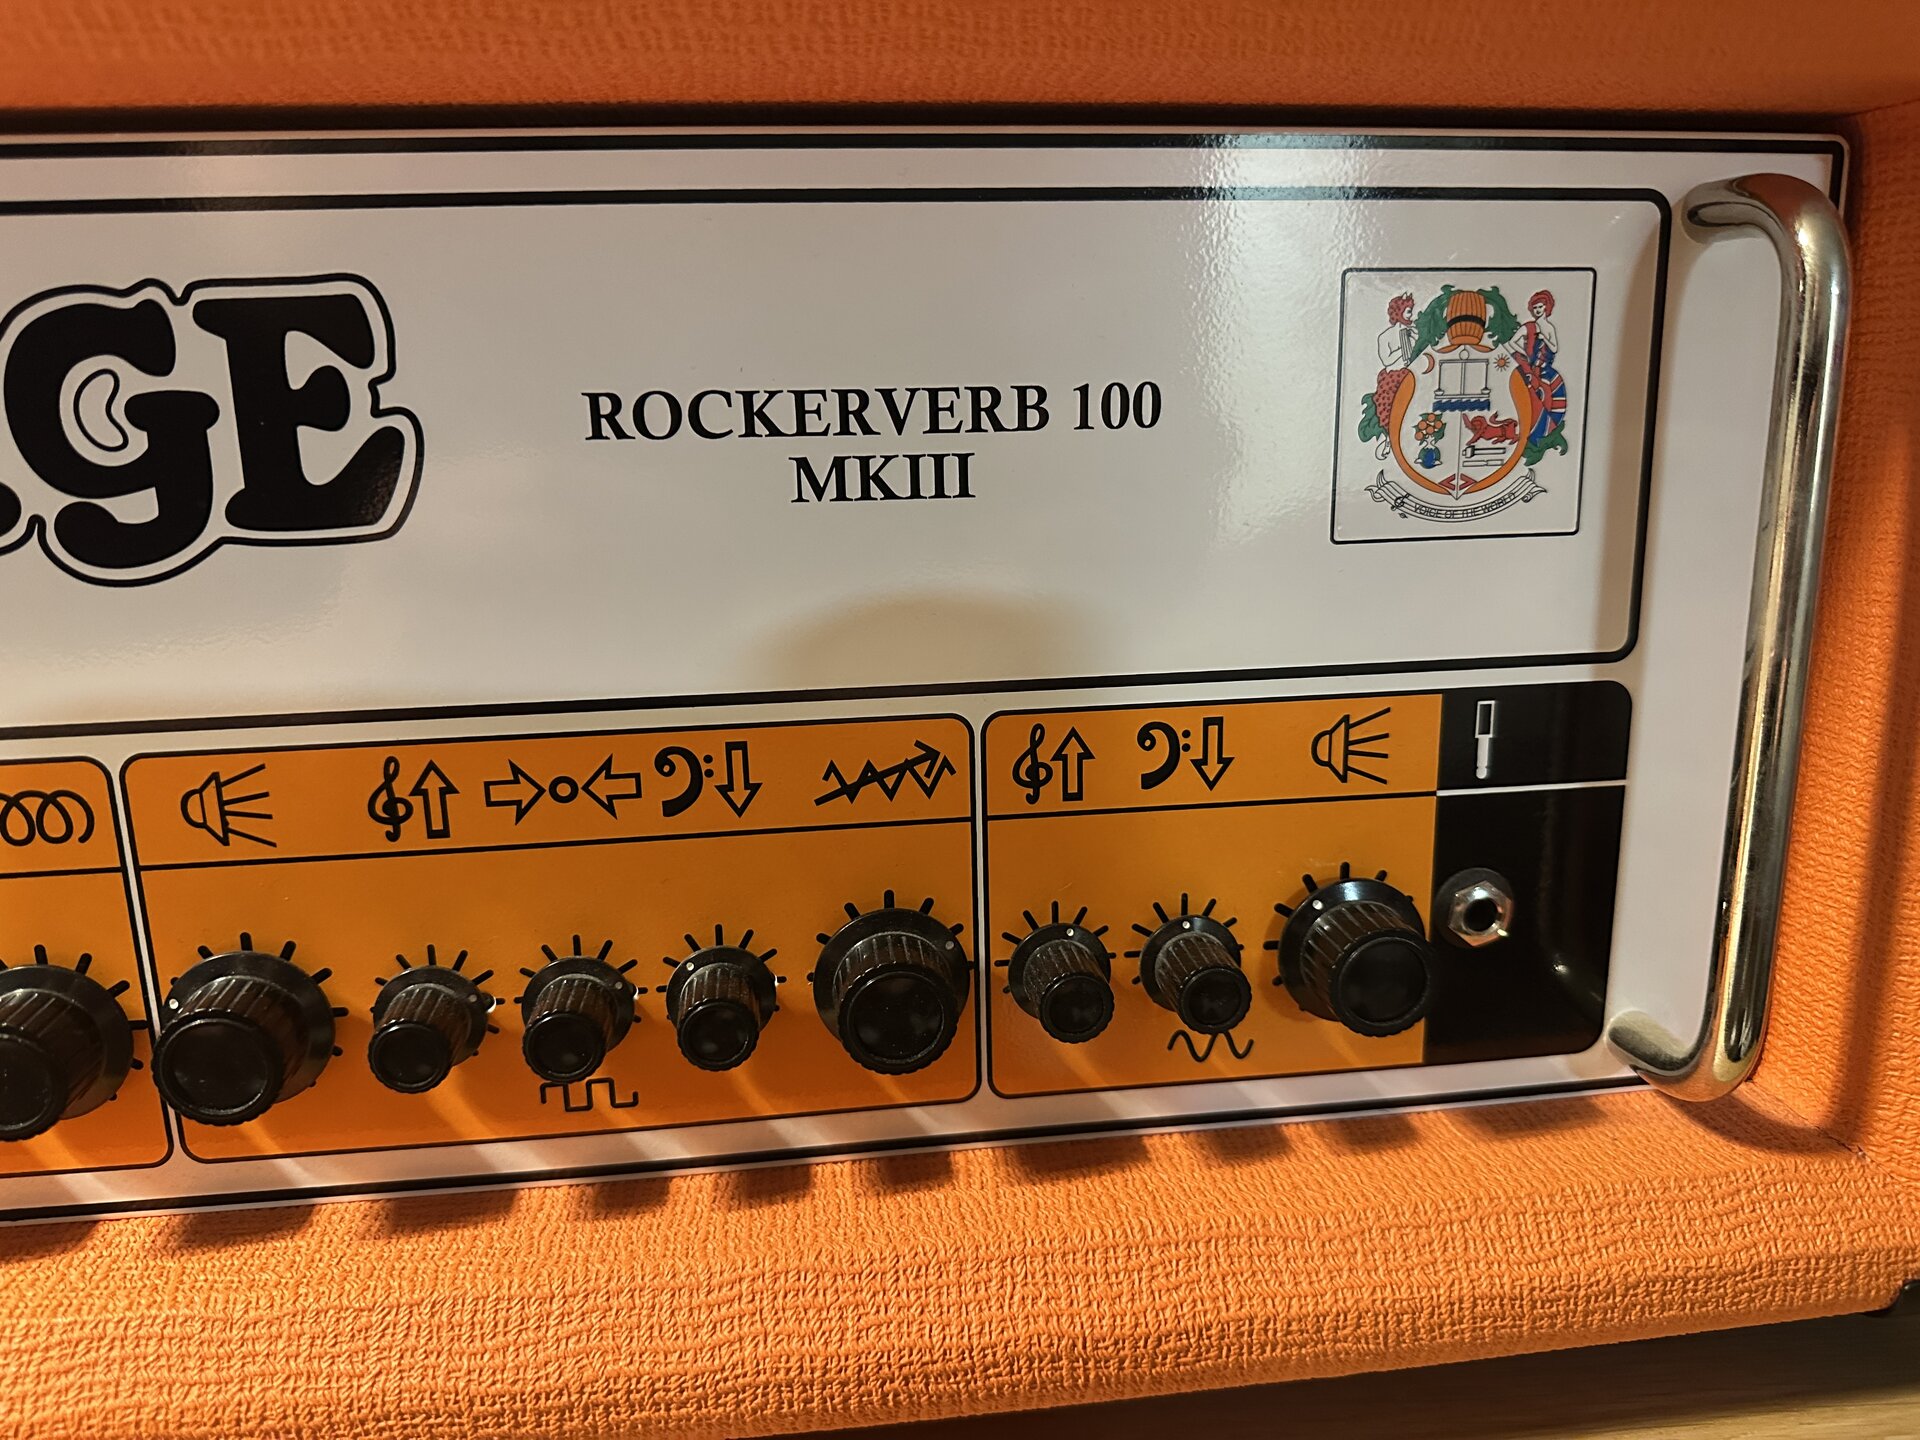 GE
ROCKERVERB 100
MKIII
VOICE OF THE WORLD